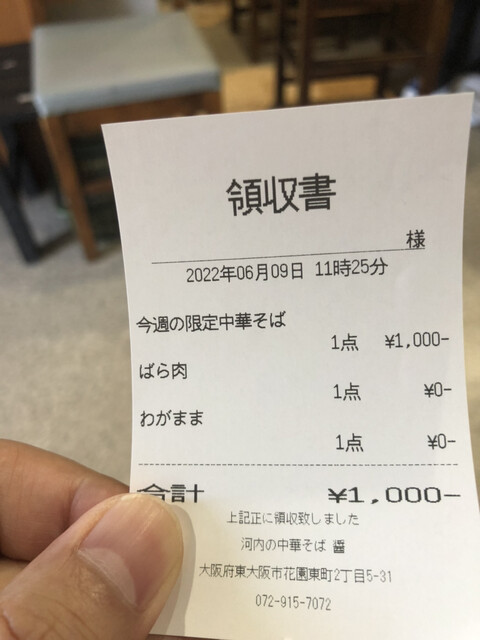 領収書
様
2022年06月09日 11時25分
今週の限定中華そば
1点 ¥1,000-
ばら肉
1点 ¥0-
わがまま
1点 ¥0-
合計 ¥1,000-
上記正に領収致しました
河内の中華そば 醤
大阪府東大阪市花園東町2丁目5-31
072-915-7072